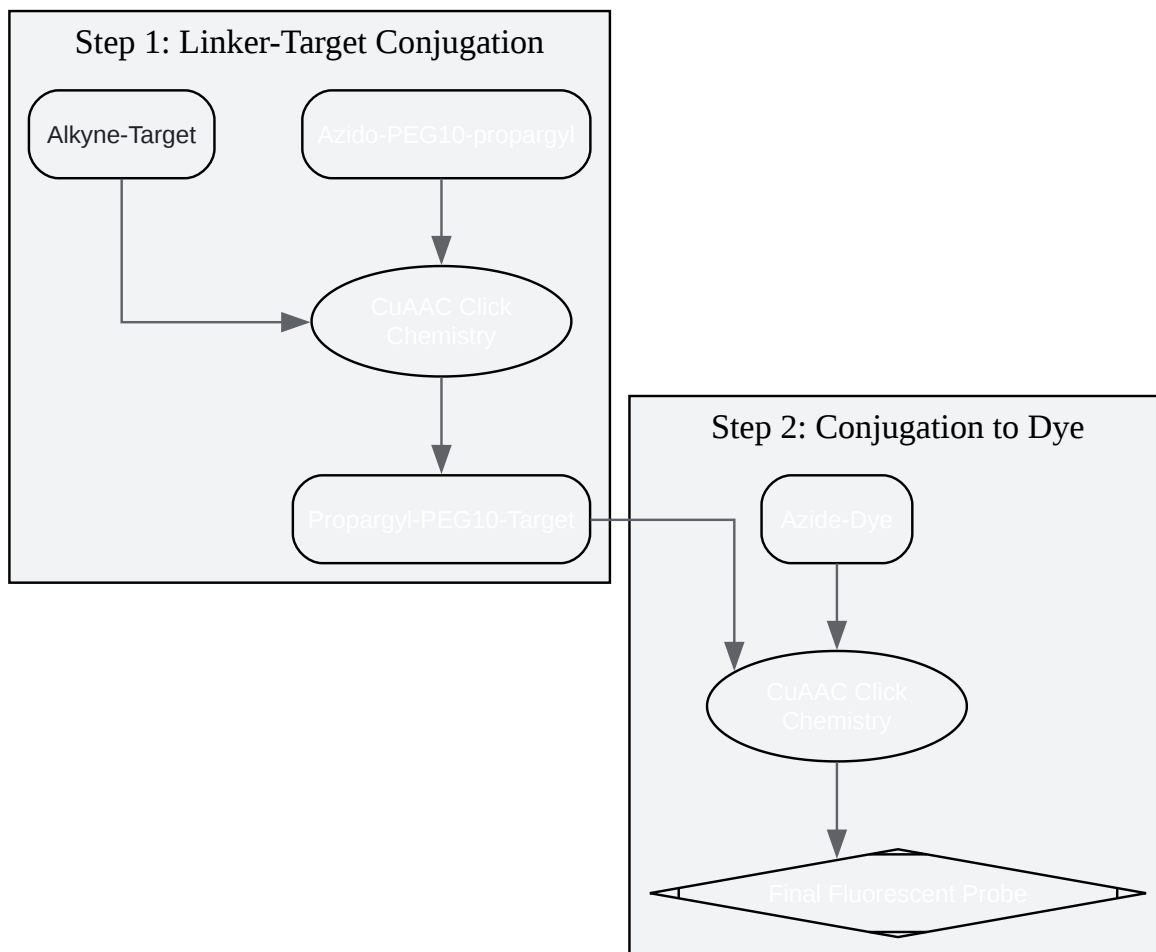 Step 1: Linker-Target Conjugation
Alkyne-Target
Azido-PEG10-propargyl
CuAAC Click
Chemistry
Propargyl-PEG10-Target
Step 2: Conjugation to Dye
Azide-Dye
CuAAC Click
Chemistry
Final Fluorescent Probe